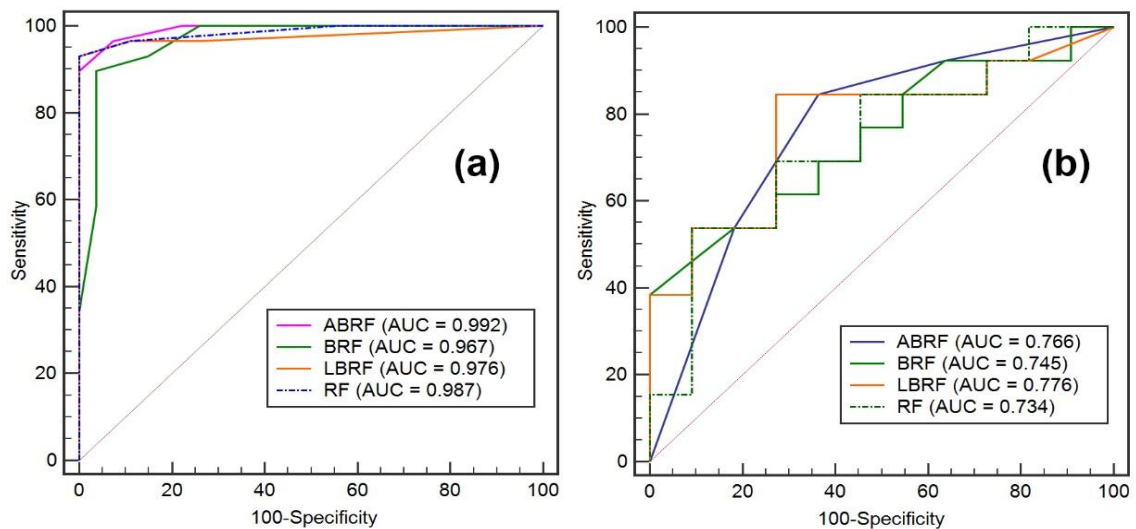 100
80
60
40
20
0
Sensitivity
(a)
ABRF (AUC = 0.992)
BRF (AUC = 0.967)
LBRF (AUC = 0.976)
RF (AUC = 0.987)
0 20 40 60 80 100
100-Specificity
100
80
60
40
20
0
Sensitivity
(b)
ABRF (AUC = 0.766)
BRF (AUC = 0.745)
LBRF (AUC = 0.776)
RF (AUC = 0.734)
0 20 40 60 80 100
100-Specificity